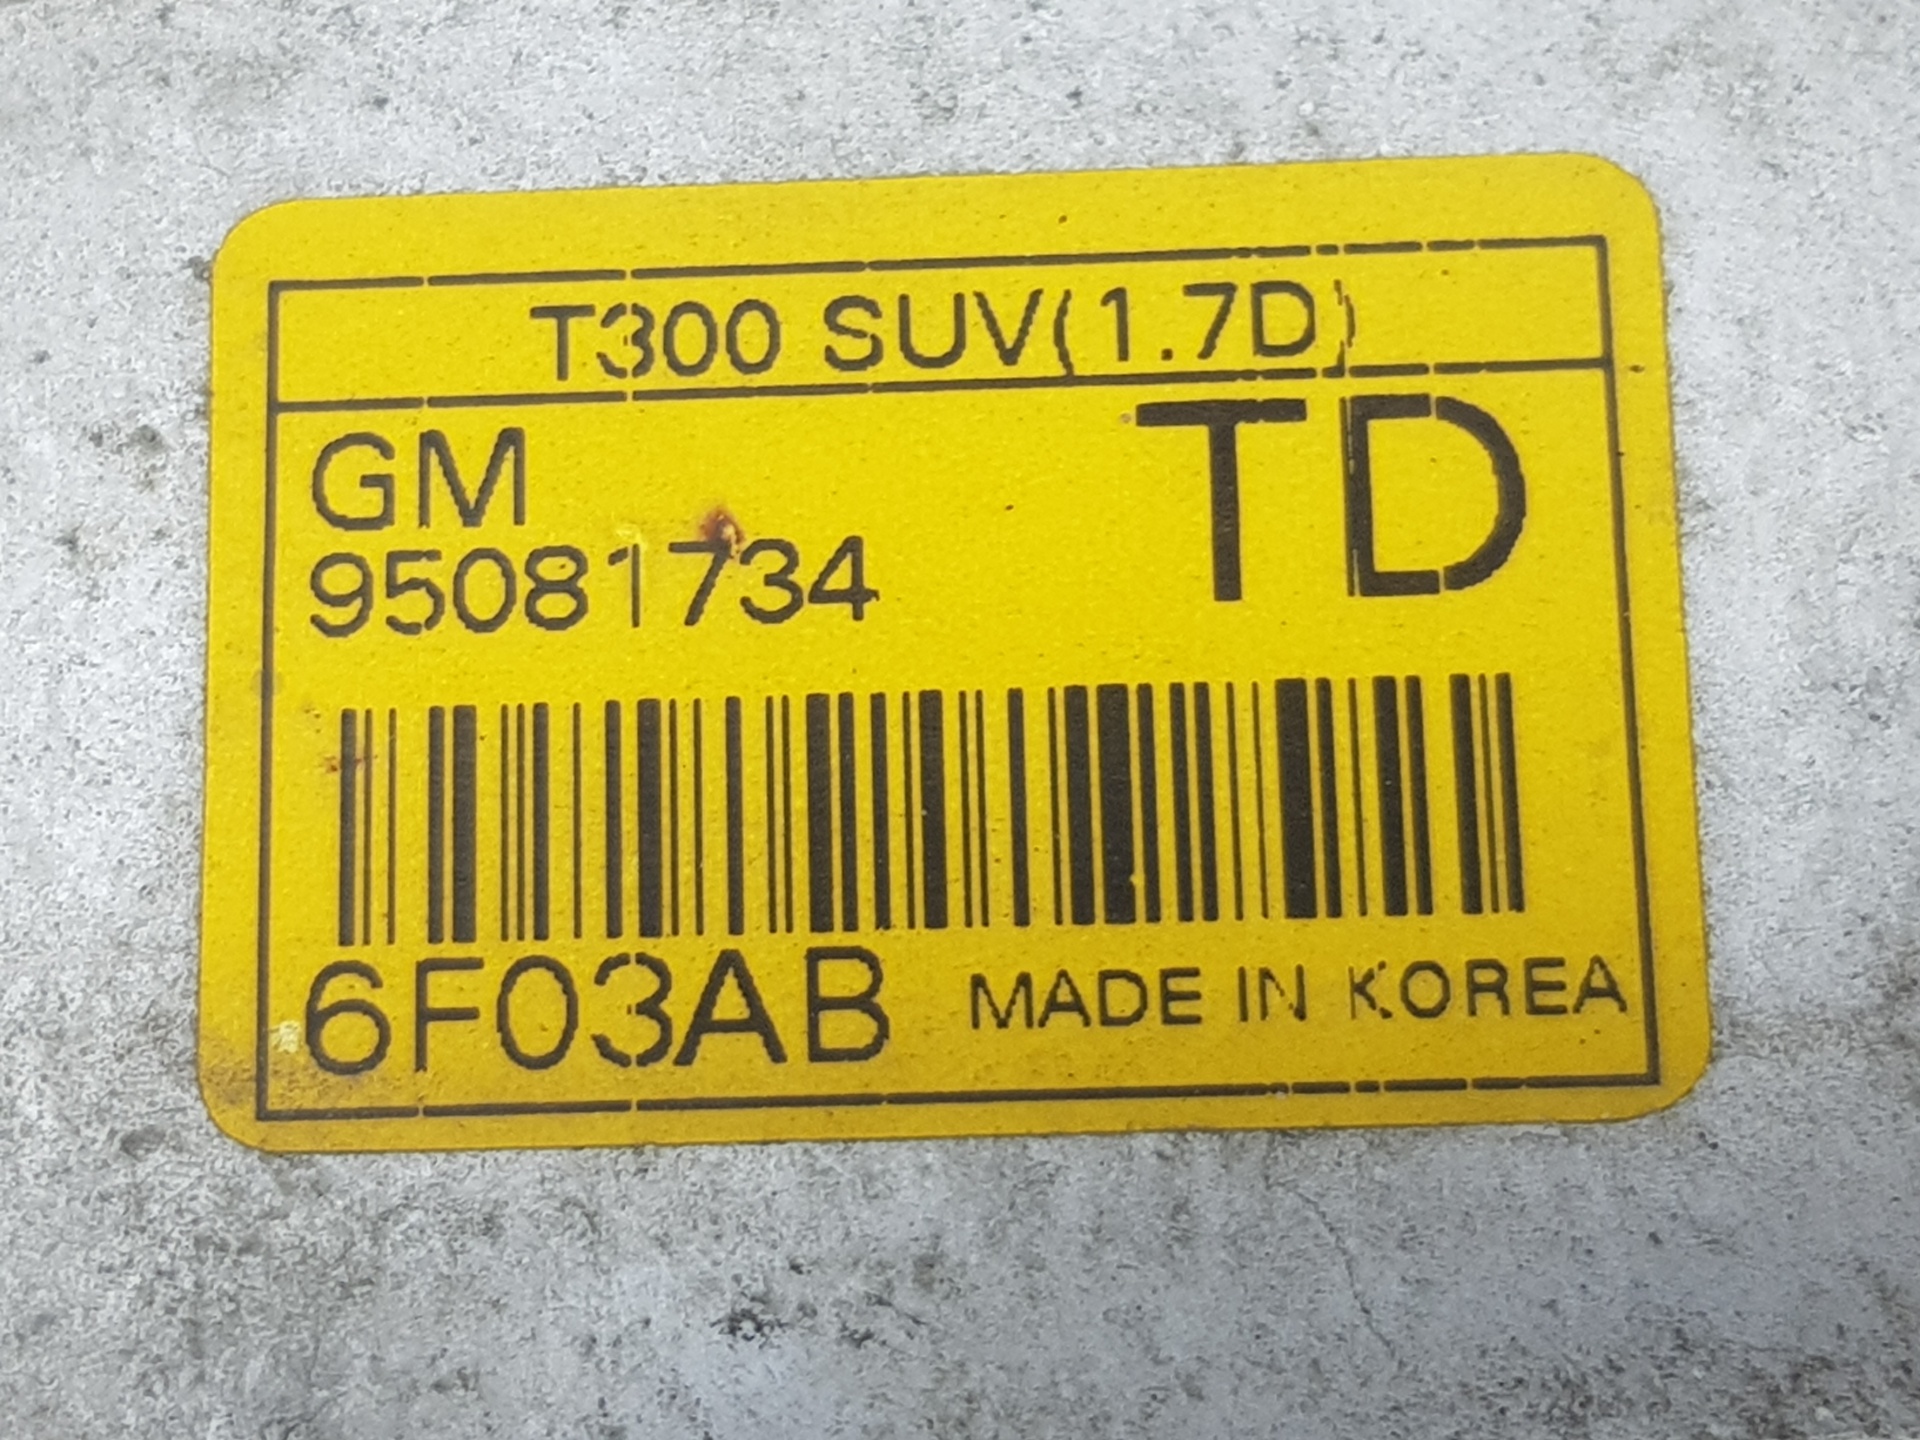 T300 SUV(1.7D)
GM TD
95081734
6F03AB MADE IN KOREA